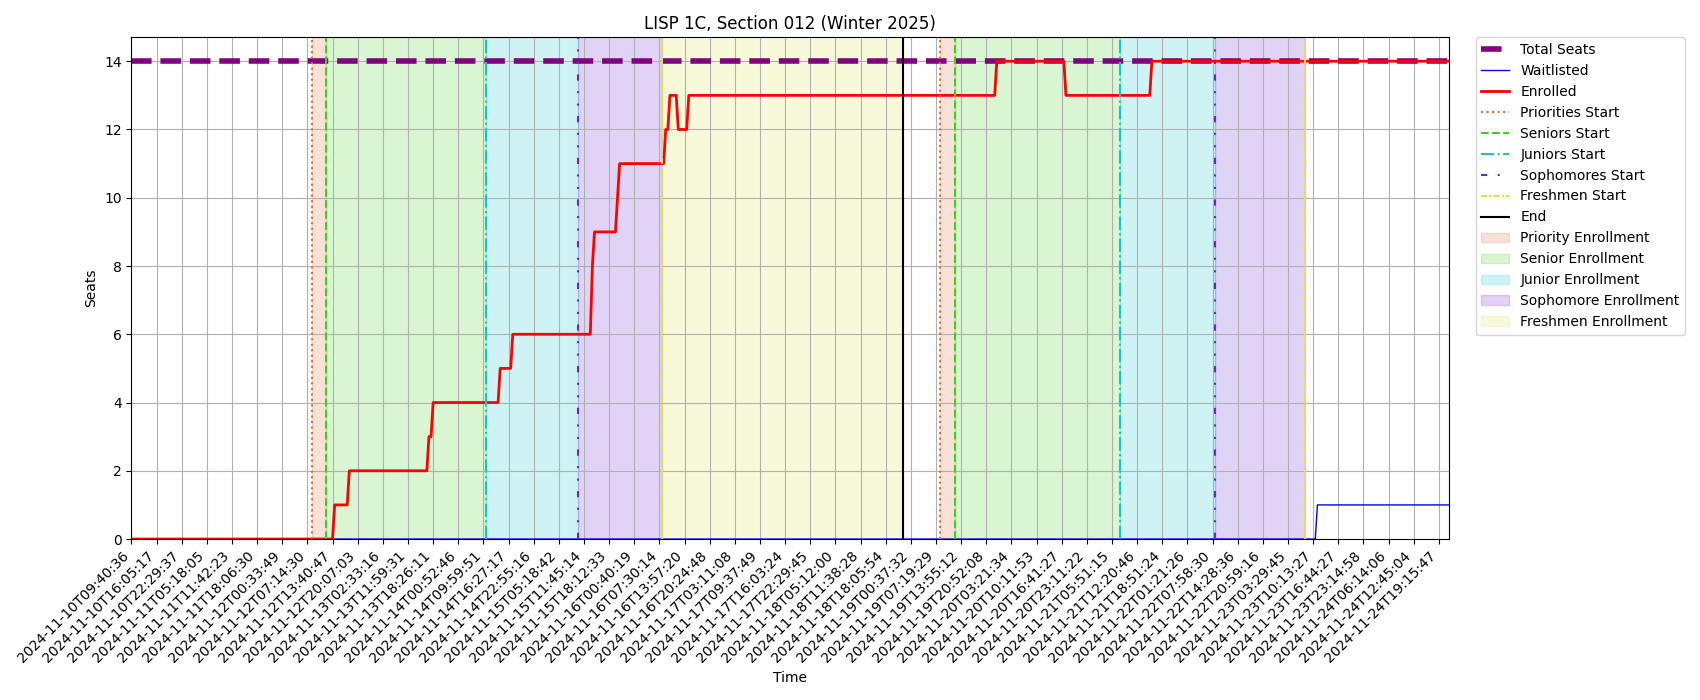 LISP 1C, Section 012 (Winter 2025)
Seats
14
12
10
8
6
4
2
0
2024-11-10T09:40:36
2024-11-10T16:05:17
2024-11-10T22:29:37
2024-11-11T05:18:05
2024-11-11T11:42:23
2024-11-11T18:06:30
2024-11-12T00:33:49
2024-11-12T07:14:30
2024-11-12T13:40:47
2024-11-12T20:07:03
2024-11-13T02:33:16
2024-11-13T11:59:31
2024-11-13T18:26:11
2024-11-14T00:52:46
2024-11-14T09:59:51
2024-11-14T16:27:17
2024-11-14T22:55:16
2024-11-15T05:18:42
2024-11-15T11:45:14
2024-11-15T18:12:33
2024-11-16T00:40:19
2024-11-16T07:30:14
2024-11-16T13:57:20
2024-11-16T20:24:48
2024-11-17T03:11:08
2024-11-17T09:37:49
2024-11-17T16:03:24
2024-11-17T22:29:45
2024-11-18T05:12:00
2024-11-18T11:38:28
2024-11-18T18:05:54
2024-11-19T00:37:32
2024-11-19T07:19:29
2024-11-19T13:55:12
2024-11-19T20:52:08
2024-11-20T03:21:34
2024-11-20T10:11:53
2024-11-20T16:41:27
2024-11-20T23:11:22
2024-11-21T05:51:15
2024-11-21T12:20:46
2024-11-21T18:51:24
2024-11-22T01:21:26
2024-11-22T07:58:30
2024-11-22T14:28:36
2024-11-22T20:59:16
2024-11-23T03:29:45
2024-11-23T10:13:27
2024-11-23T16:44:27
2024-11-23T23:14:58
2024-11-24T06:14:06
2024-11-24T12:45:04
2024-11-24T19:15:47
Time
Total Seats
Waitlisted
Enrolled
Priorities Start
Seniors Start
Juniors Start
Sophomores Start
Freshmen Start
End
Priority Enrollment
Senior Enrollment
Junior Enrollment
Sophomore Enrollment
Freshmen Enrollment